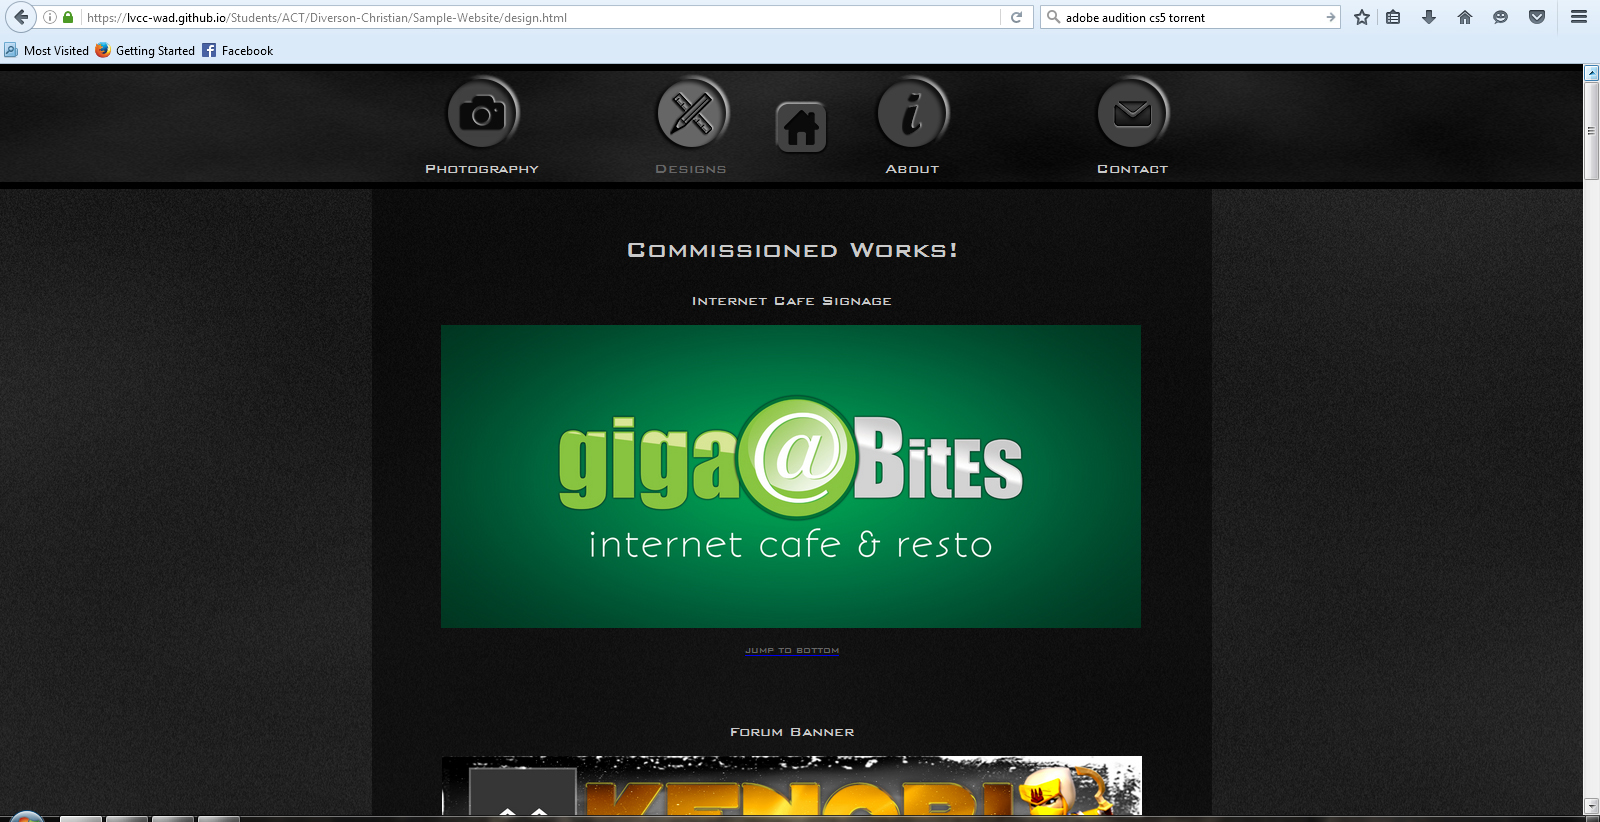 https://lvcc-wad.github.io/Students/ACT/Diverson-Christian/Sample-Website/design.html
adobe audition cs5 torrent
Most Visited Getting Started Facebook
Photography Designs About Contact
Commissioned Works!
Internet Cafe Signage
giga@Bites
internet cafe & resto
Jump to bottom
Forum Banner
KENOBI